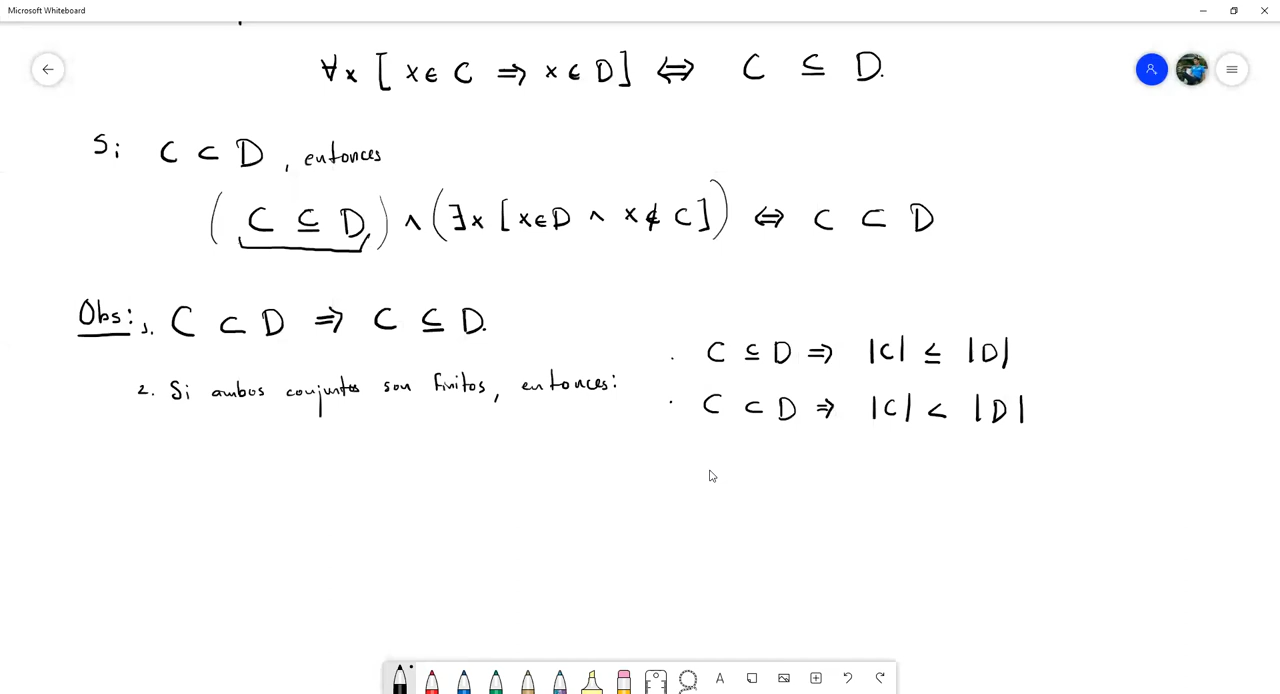 Microsoft Whiteboard
∀x [ x ∈ C ⇒ x ∈ D ] ⇔ C ⊆ D.
Si C ⊂ D, entonces
( C ⊆ D ) ∧ ( ∃x [ x ∈ D ∧ x ∉ C ] ) ⇔ C ⊂ D
Obs: 1. C ⊂ D ⇒ C ⊆ D.
2. Si ambos conjuntos son finitos, entonces:
· C ⊆ D ⇒ |C| ≤ |D|
· C ⊂ D ⇒ |C| < |D|